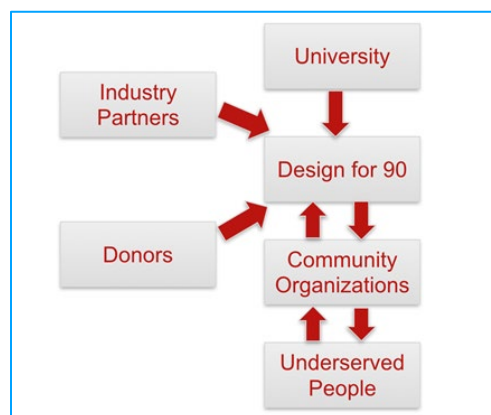 University
Industry
Partners
Design for 90
Donors
Community
Organizations
Underserved
People